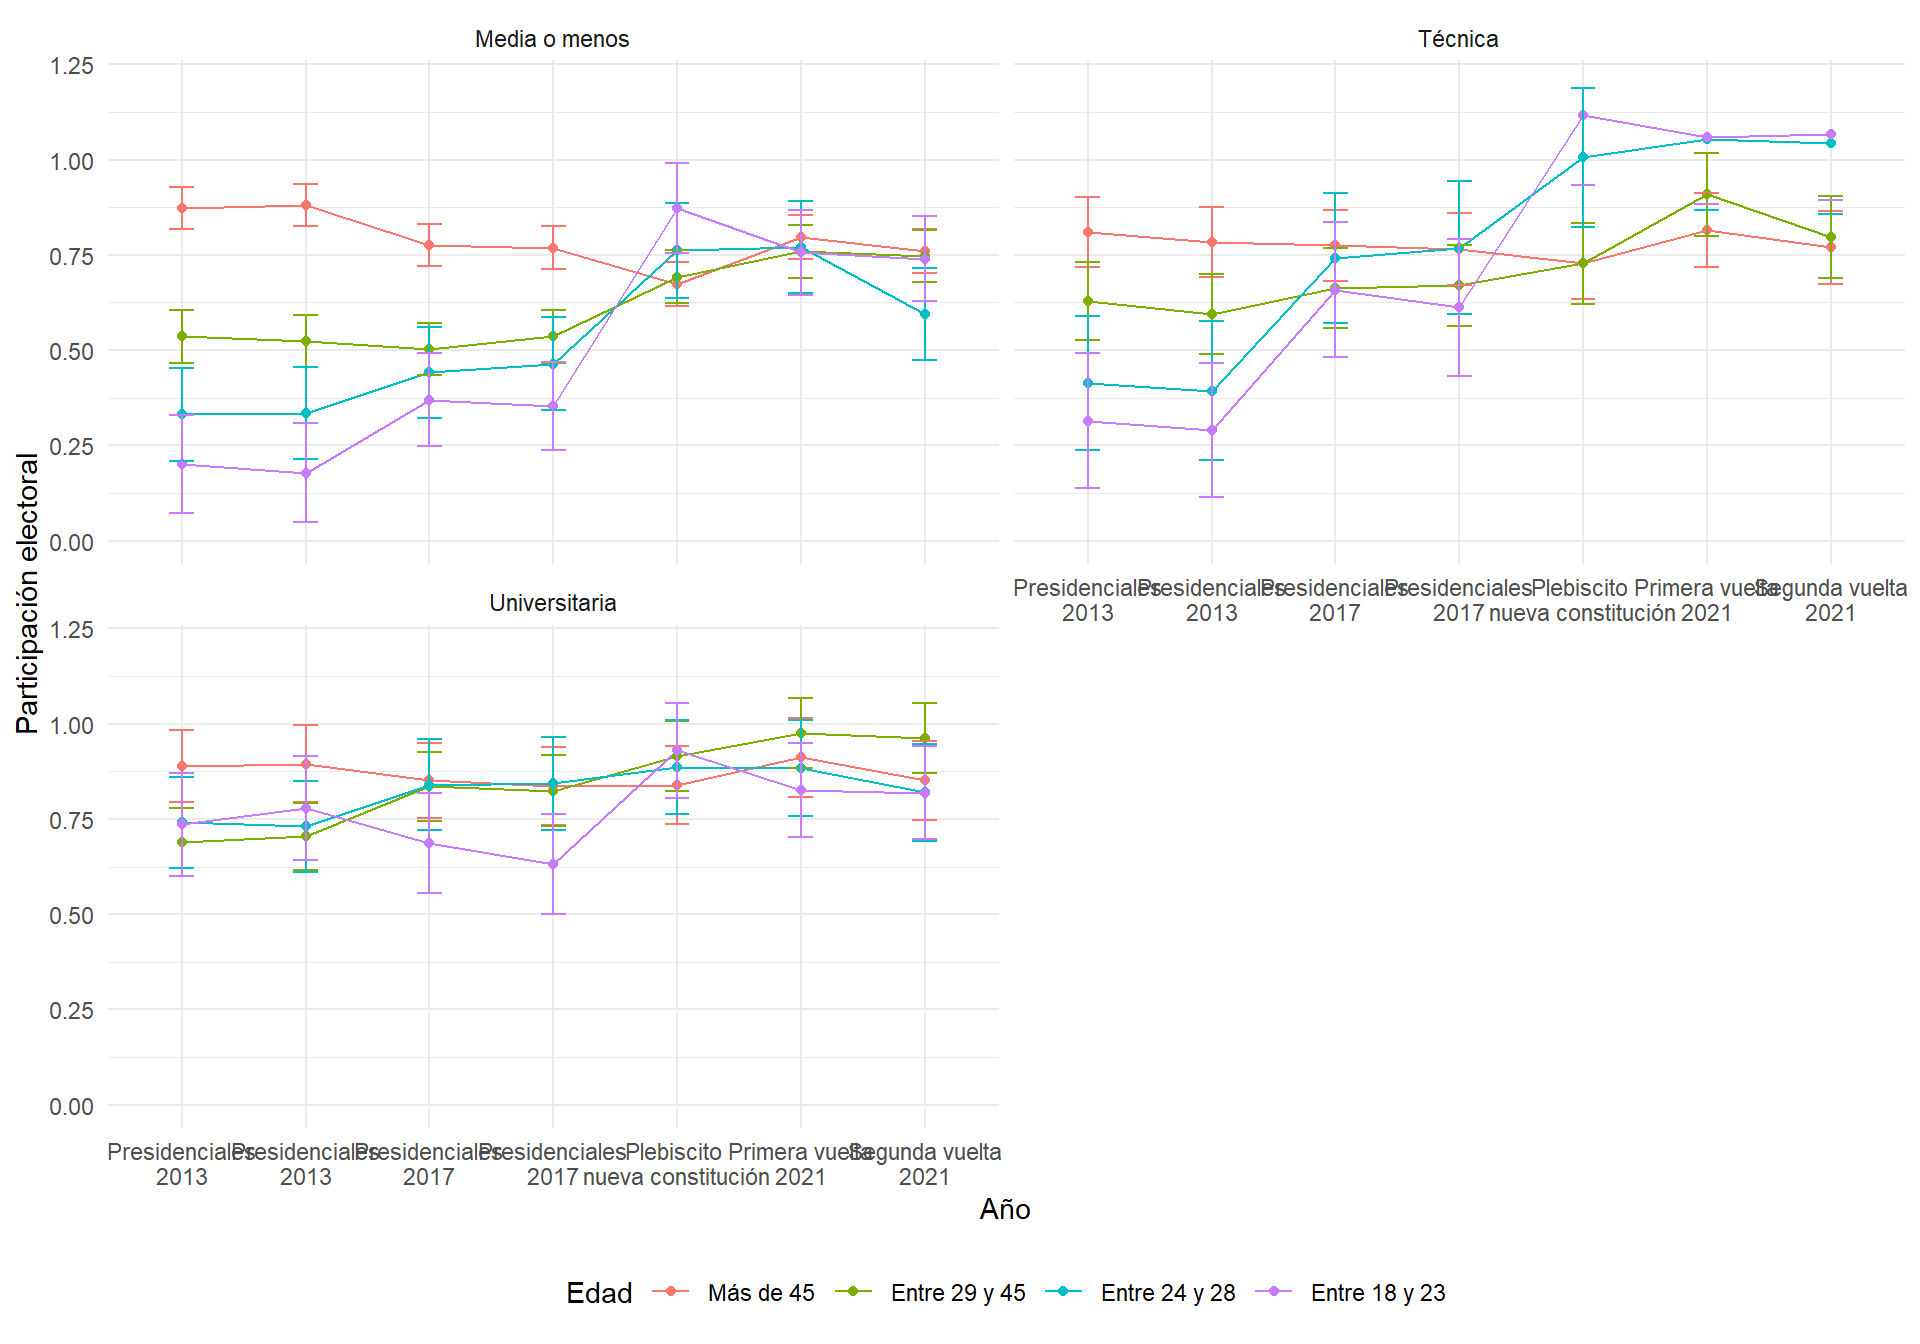 Media o menos
Técnica
1.25
1.00
0.75
0.50
0.25
0.00
Participación electoral
Presidenciales Presidenciales Presidenciales Presidenciales Plebiscito Primera vuelta Segunda vuelta
2013 2013 2017 2017 nueva constitución 2021 2021
Universitaria
1.25
1.00
0.75
0.50
0.25
0.00
Presidenciales Presidenciales Presidenciales Presidenciales Plebiscito Primera vuelta Segunda vuelta
2013 2013 2017 2017 nueva constitución 2021 2021
Año
Edad Más de 45 Entre 29 y 45 Entre 24 y 28 Entre 18 y 23